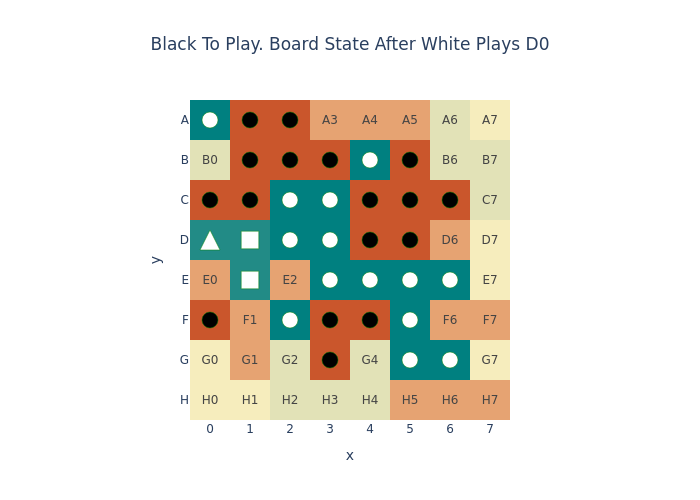 Black To Play. Board State After White Plays D0
A A3 A4 A5 A6 A7
B B0 B6 B7
C C7
D D6 D7
E E0 E2 E7
F F1 F6 F7
G G0 G1 G2 G4 G7
H H0 H1 H2 H3 H4 H5 H6 H7
0 1 2 3 4 5 6 7
x
y